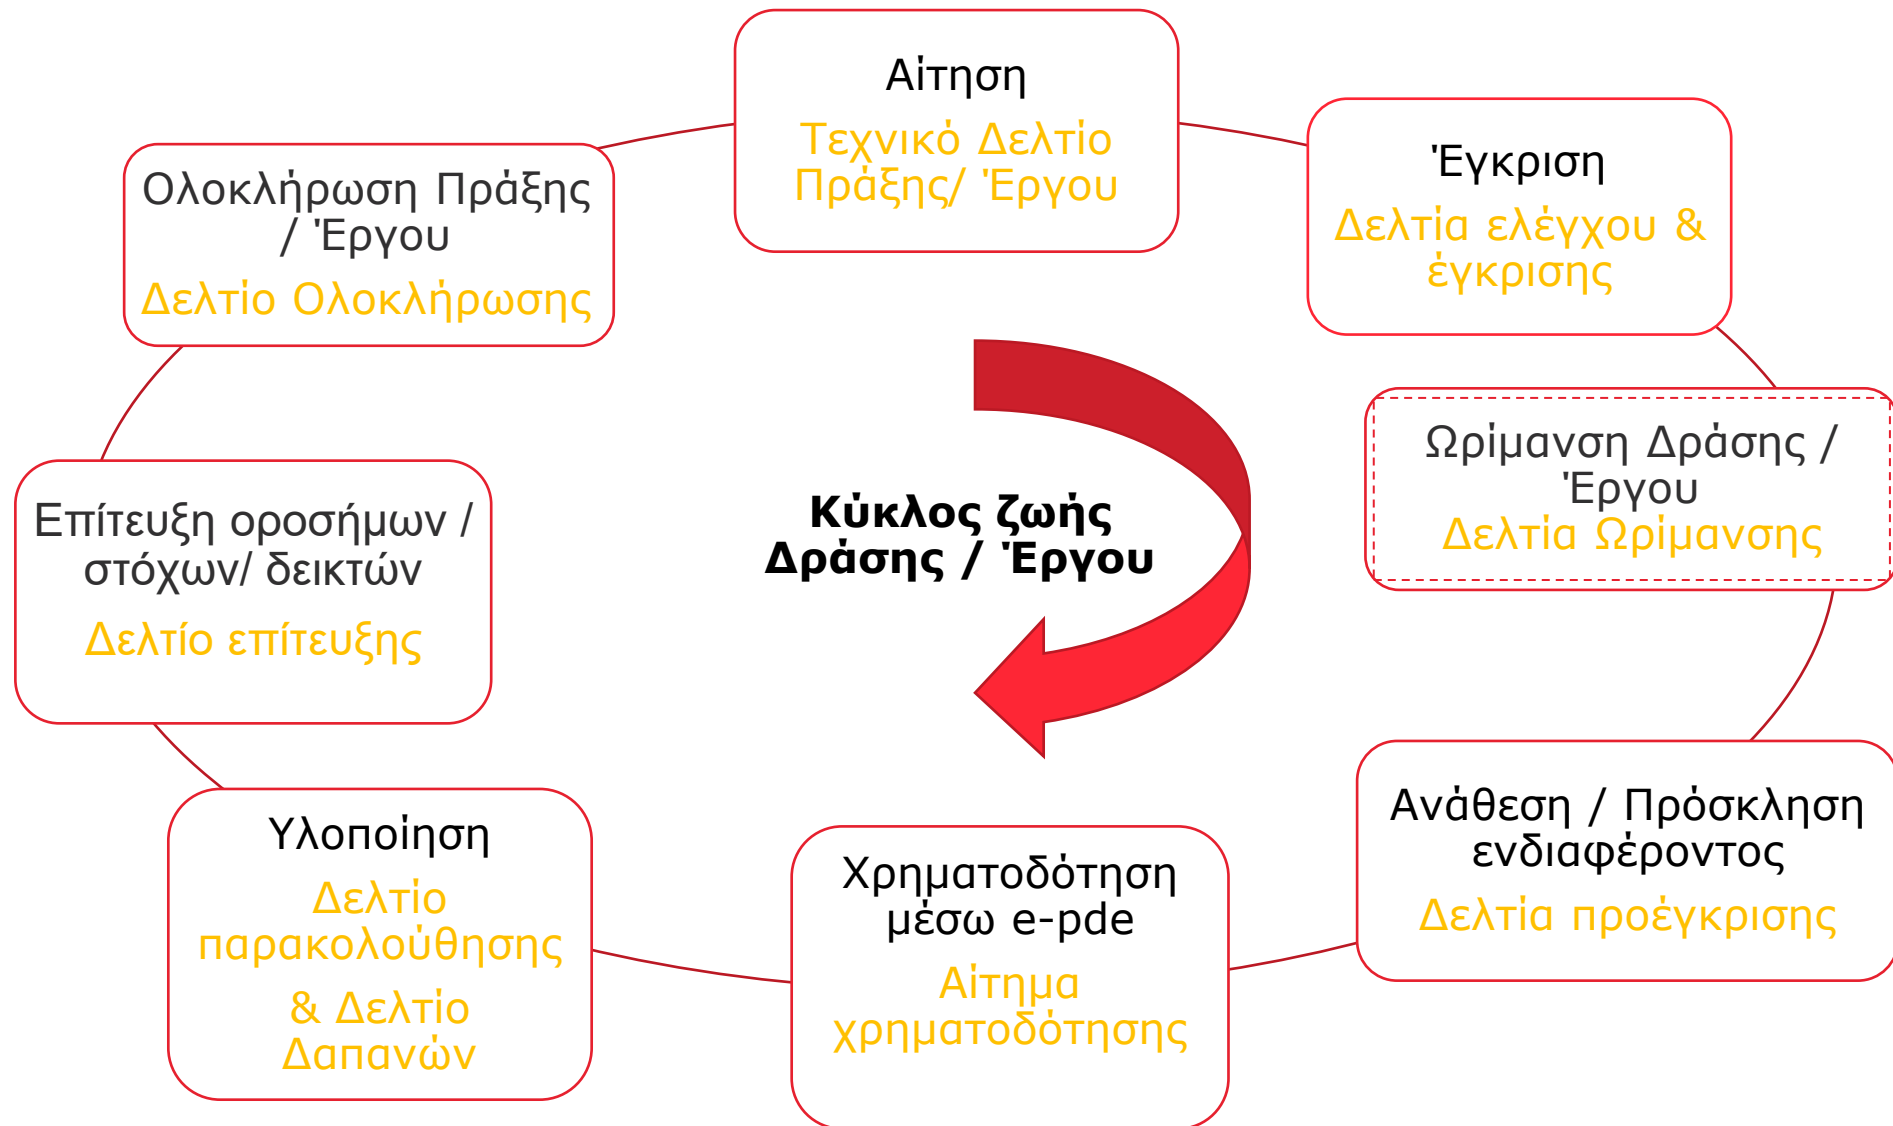 Αίτηση
Τεχνικό Δελτίο
Πράξης/ Έργου
Έγκριση
Δελτία ελέγχου &
έγκρισης
Ωρίμανση Δράσης /
Έργου
Δελτία Ωρίμανσης
Ανάθεση / Πρόσκληση
ενδιαφέροντος
Δελτία προέγκρισης
Χρηματοδότηση
μέσω e-pde
Αίτημα
χρηματοδότησης
Υλοποίηση
Δελτίο
παρακολούθησης
& Δελτίο
Δαπανών
Επίτευξη οροσήμων /
στόχων/ δεικτών
Δελτίο επίτευξης
Ολοκλήρωση Πράξης
/ Έργου
Δελτίο Ολοκλήρωσης
Κύκλος ζωής
Δράσης / Έργου